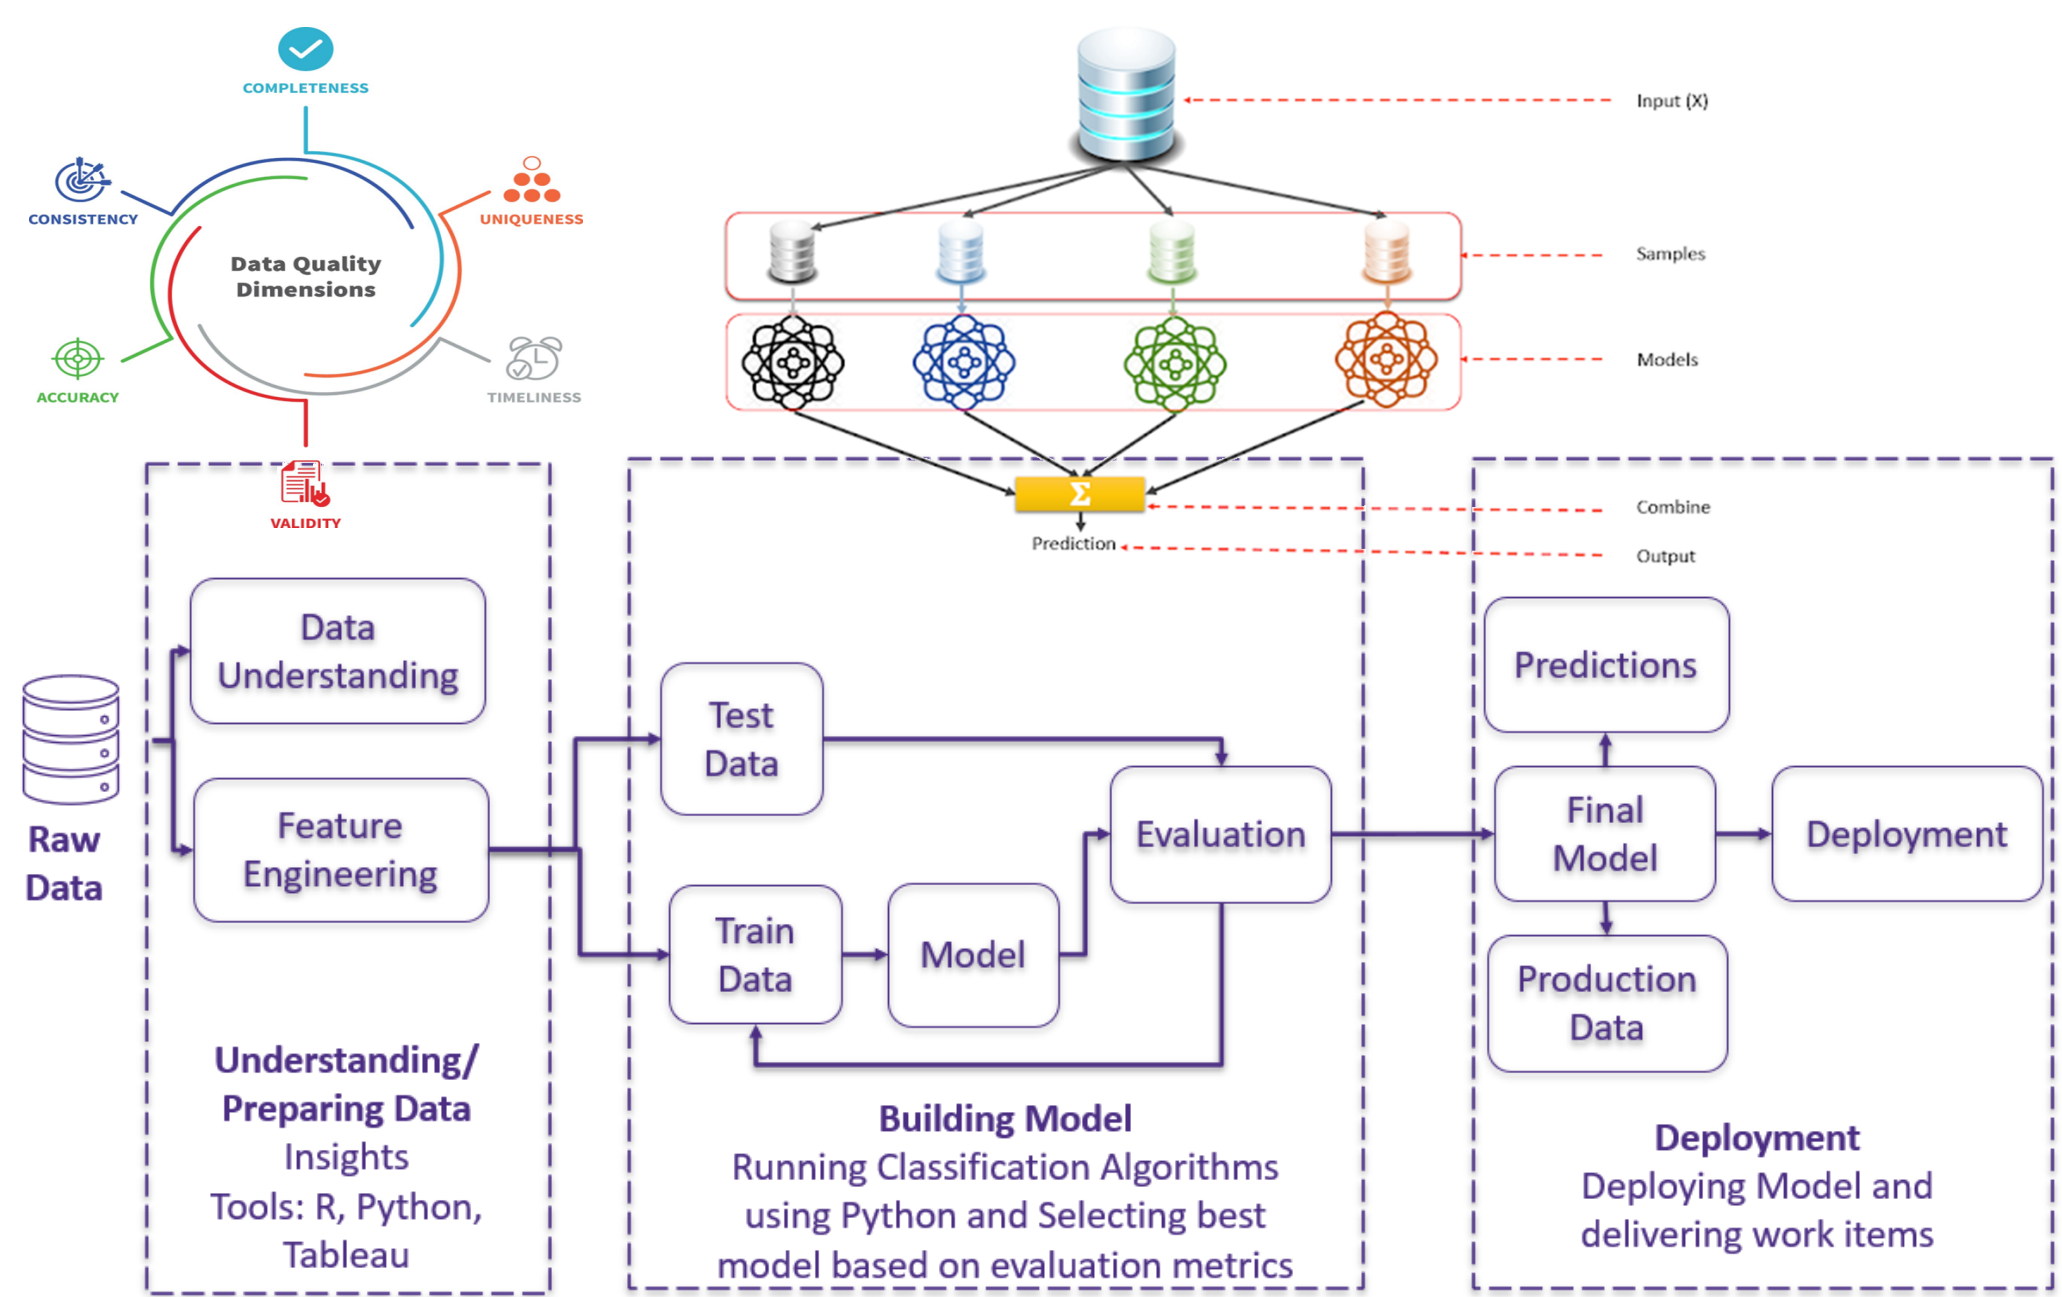 COMPLETENESS
CONSISTENCY
UNIQUENESS
Data Quality
Dimensions
ACCURACY
TIMELINESS
VALIDITY
Input (X)
Samples
Models
Σ
Combine
Prediction
Output
Raw
Data
Data
Understanding
Feature
Engineering
Understanding/
Preparing Data
Insights
Tools: R, Python,
Tableau
Test
Data
Train
Data
Model
Evaluation
Building Model
Running Classification Algorithms
using Python and Selecting best
model based on evaluation metrics
Predictions
Final
Model
Deployment
Production
Data
Deployment
Deploying Model and
delivering work items